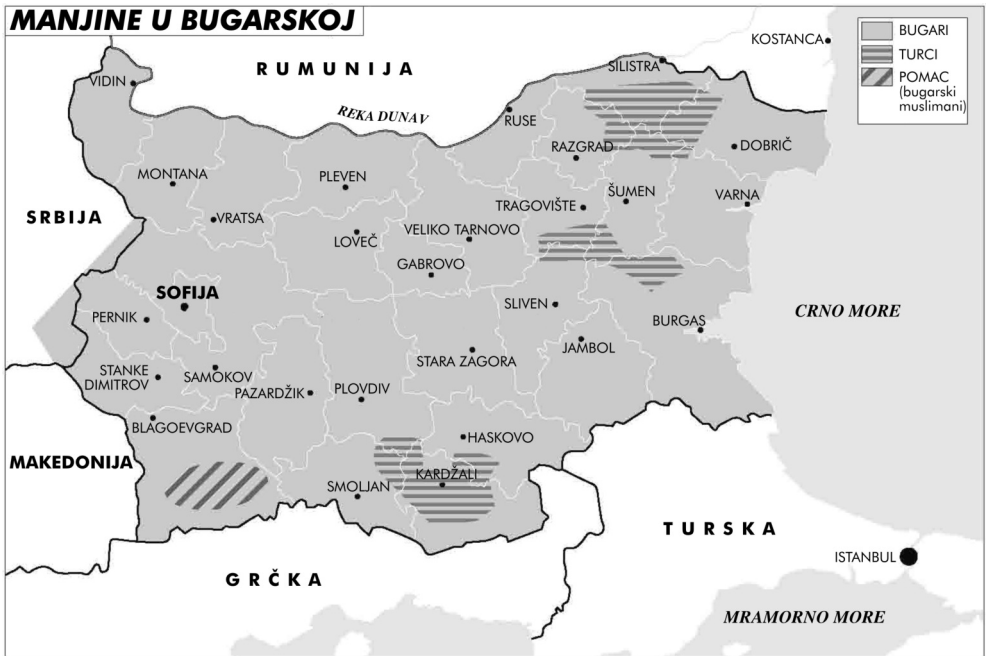 MANJINE U BUGARSKOJ
BUGARI
TURCI
POMAC
(bugarski
muslimani)
KOSTANCA
RUMUNIJA
SILISTRA
VIDIN
REKA DUNAV
RUSE
RAZGRAD
DOBRIČ
MONTANA
PLEVEN
ŠUMEN
VARNA
TRAGOVIŠTE
SRBIJA
VRATSA
VELIKO TARNOVO
LOVEČ
GABROVO
SOFIJA
SLIVEN
CRNO MORE
PERNIK
BURGAS
JAMBOL
STARA ZAGORA
STANKE
DIMITROV
SAMOKOV
PAZARDŽIK
PLOVDIV
BLAGOEVGRAD
HASKOVO
MAKEDONIJA
KARDŽALI
SMOLJAN
TURSKA
ISTANBUL
GRČKA
MRAMORNO MORE